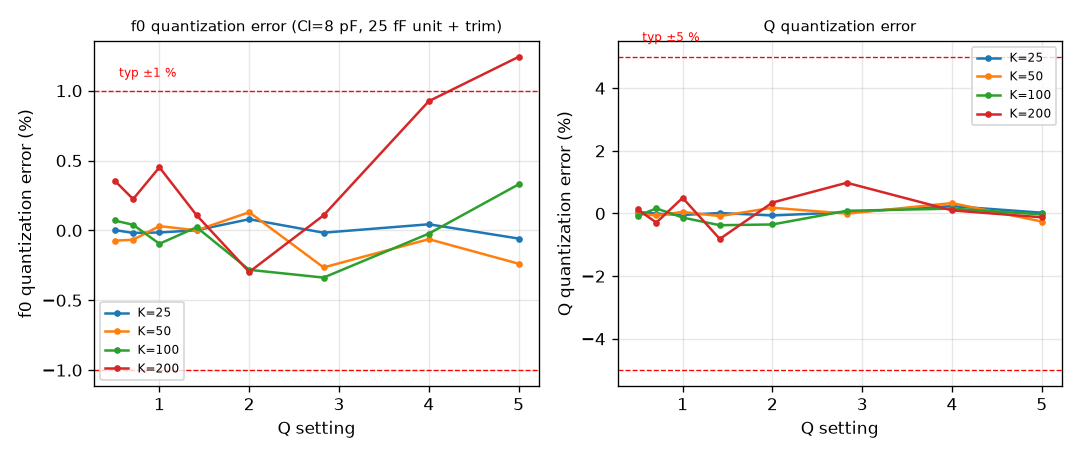 f0 quantization error (CI=8 pF, 25 fF unit + trim)
typ ±1 %
f0 quantization error (%)
1.0
0.5
0.0
−0.5
−1.0
K=25
K=50
K=100
K=200
1 2 3 4 5
Q setting
Q quantization error
typ ±5 %
Q quantization error (%)
4
2
0
−2
−4
K=25
K=50
K=100
K=200
1 2 3 4 5
Q setting